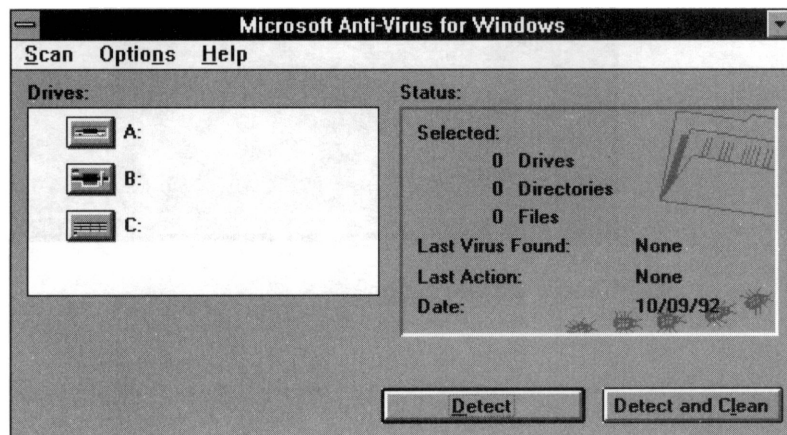 Microsoft Anti-Virus for Windows
Scan Options Help
Drives:
A:
B:
C:
Status:
Selected:
0 Drives
0 Directories
0 Files
Last Virus Found: None
Last Action: None
Date: 10/09/92
Detect
Detect and Clean